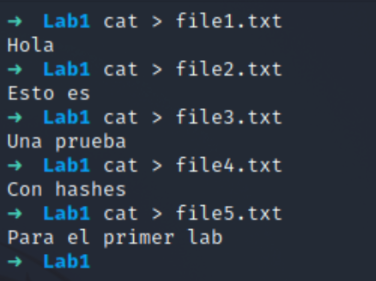 → Lab1 cat > file1.txt
Hola
→ Lab1 cat > file2.txt
Esto es
→ Lab1 cat > file3.txt
Una prueba
→ Lab1 cat > file4.txt
Con hashes
→ Lab1 cat > file5.txt
Para el primer lab
→ Lab1